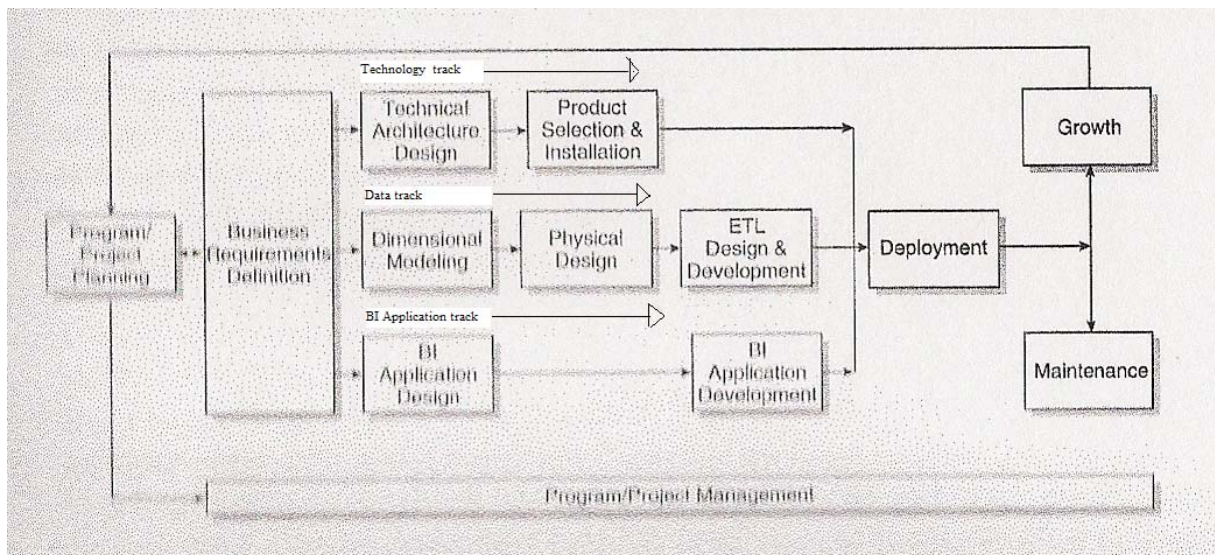 Technology track
Technical
Architecture
Design
Product
Selection &
Installation
Growth
Data track
Program/
Project
Planning
Business
Requirements
Definition
Dimensional
Modeling
Physical
Design
ETL
Design &
Development
Deployment
BI Application track
BI
Application
Design
BI
Application
Development
Maintenance
Program/Project Management